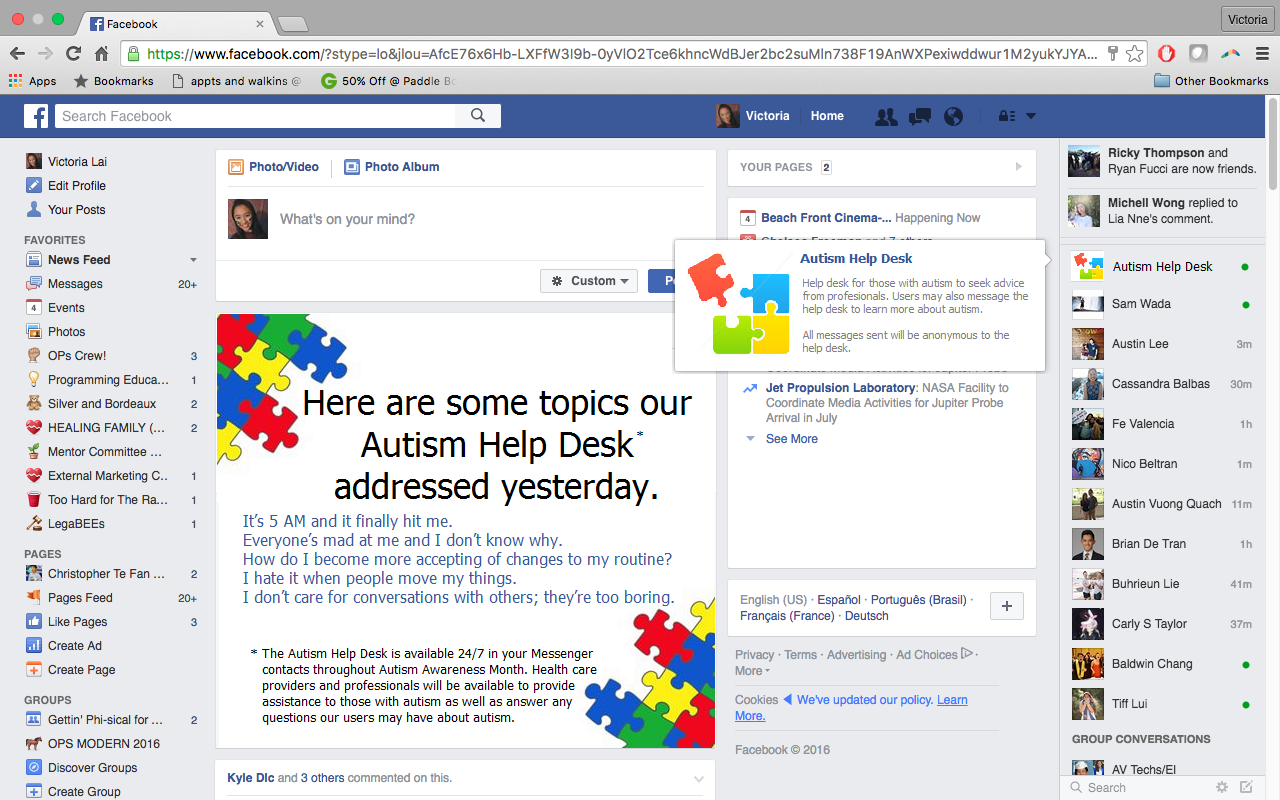 Facebook
Victoria
https://www.facebook.com/?stype=lo&jlou=AfcE76x6Hb-LXFfW3I9b-0yVlO2Tce6khncWdBJer2bc2suMln738F19AnWXPexiwddwur1M2yukYJYA...
Apps
Bookmarks
appts and walkins @
50% Off @ Paddle Bo
Other Bookmarks
Search Facebook
Victoria
Home
Victoria Lai
Edit Profile
Your Posts
FAVORITES
News Feed
Messages 20+
4 Events
Photos
OPs Crew! 3
Programming Educa... 1
Silver and Bordeaux 2
HEALING FAMILY (... 2
Mentor Committee ...
External Marketing C.. 1
Too Hard for The Ra... 1
LegaBEEs 1
PAGES
Christopher Te Fan ... 2
Pages Feed 20+
Like Pages 3
Create Ad
Create Page
GROUPS
Gettin' Phi-sical for ... 2
OPS MODERN 2016
Discover Groups
Create Group
Photo/Video
Photo Album
What's on your mind?
Custom
Here are some topics our
Autism Help Desk*
addressed yesterday.
It's 5 AM and it finally hit me.
Everyone's mad at me and I don't know why.
How do I become more accepting of changes to my routine?
I hate it when people move my things.
I don't care for conversations with others; they're too boring.
* The Autism Help Desk is available 24/7 in your Messenger
contacts throughout Autism Awareness Month. Health care
providers and professionals will be available to provide
assistance to those with autism as well as answer any
questions our users may have about autism.
Kyle Dlc and 3 others commented on this.
YOUR PAGES 2
4 Beach Front Cinema-... Happening Now
Chelsea Freeman and 7 others
Autism Help Desk
Help desk for those with autism to seek advice
from profesionals. Users may also message the
help desk to learn more about autism.
All messages sent will be anonymous to the
help desk.
Coordinate Media Activities for Jupiter Probe
Jet Propulsion Laboratory: NASA Facility to
Coordinate Media Activities for Jupiter Probe
Arrival in July
See More
English (US) · Español · Português (Brasil) ·
Français (France) · Deutsch
Privacy · Terms · Advertising · Ad Choices ·
More
Cookies We've updated our policy. Learn
More.
Facebook © 2016
Ricky Thompson and
Ryan Fucci are now friends.
Michell Wong replied to
Lia Nne's comment.
Autism Help Desk
Sam Wada
Austin Lee 3m
Cassandra Balbas 30m
Fe Valencia 1h
Nico Beltran 1m
Austin Vuong Quach 11m
Brian De Tran 1h
Buhrieun Lie 41m
Carly S Taylor 37m
Baldwin Chang
Tiff Lui
GROUP CONVERSATIONS
AV Techs/El
Search